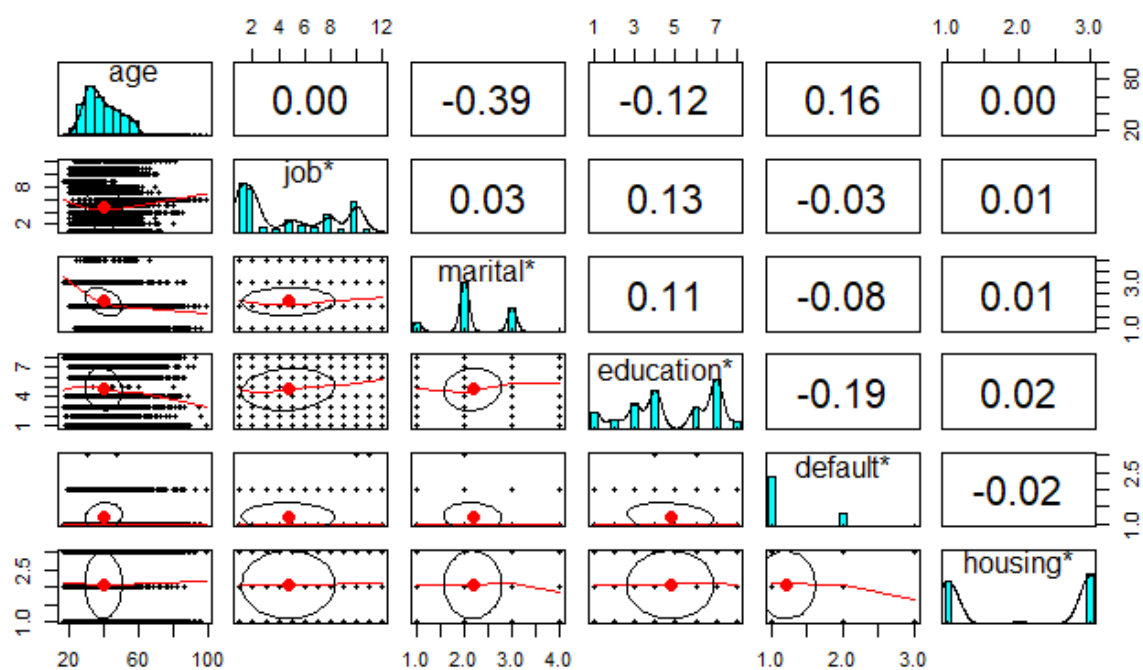 2 4 6 8 12 1 3 5 7 1.0 2.0 3.0
age 0.00 -0.39 -0.12 0.16 0.00 20 80
2 8 job* 0.03 0.13 -0.03 0.01
marital* 0.11 -0.08 0.01 1.0 3.0
1 4 7 education* -0.19 0.02
default* -0.02 1.0 2.5
1.0 2.5 housing*
20 60 100 1.0 2.0 3.0 4.0 1.0 2.0 3.0